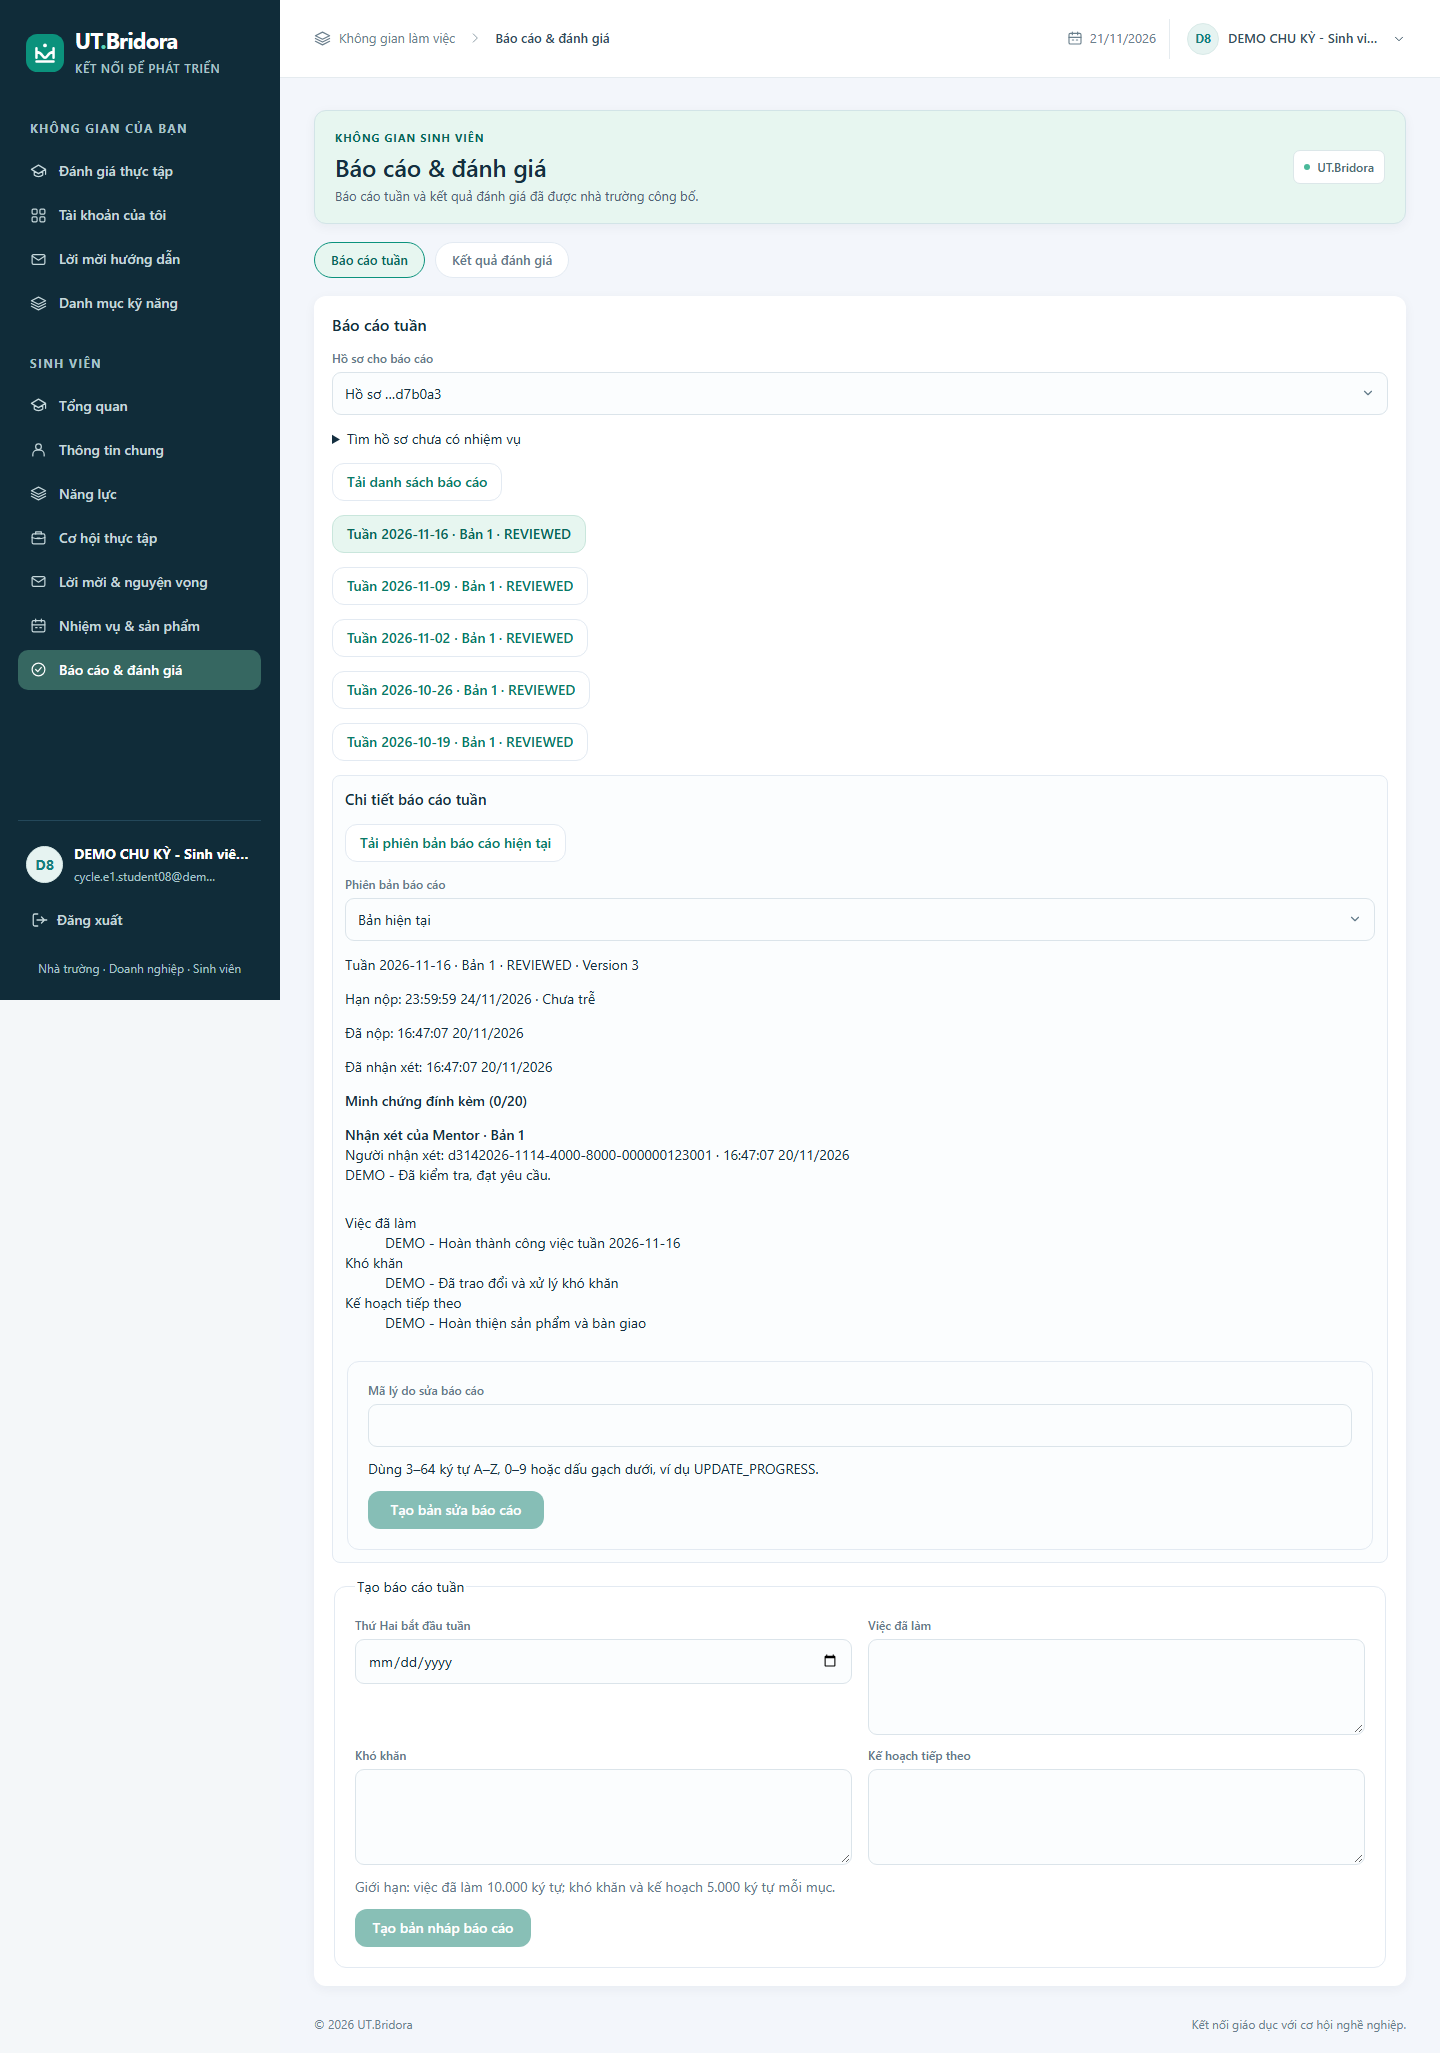 UT.Bridora
KẾT NỐI ĐỂ PHÁT TRIỂN
KHÔNG GIAN CỦA BẠN
Đánh giá thực tập
Tài khoản của tôi
Lời mời hướng dẫn
Danh mục kỹ năng
SINH VIÊN
Tổng quan
Thông tin chung
Năng lực
Cơ hội thực tập
Lời mời & nguyện vọng
Nhiệm vụ & sản phẩm
Báo cáo & đánh giá
D8
DEMO CHU KỲ - Sinh viê...
cycle.e1.student08@dem...
Đăng xuất
Nhà trường · Doanh nghiệp · Sinh viên
Không gian làm việc
Báo cáo & đánh giá
21/11/2026
D8
DEMO CHU KỲ - Sinh vi...
KHÔNG GIAN SINH VIÊN
Báo cáo & đánh giá
Báo cáo tuần và kết quả đánh giá đã được nhà trường công bố.
UT.Bridora
Báo cáo tuần
Kết quả đánh giá
Báo cáo tuần
Hồ sơ cho báo cáo
Hồ sơ …d7b0a3
Tìm hồ sơ chưa có nhiệm vụ
Tải danh sách báo cáo
Tuần 2026-11-16 · Bản 1 · REVIEWED
Tuần 2026-11-09 · Bản 1 · REVIEWED
Tuần 2026-11-02 · Bản 1 · REVIEWED
Tuần 2026-10-26 · Bản 1 · REVIEWED
Tuần 2026-10-19 · Bản 1 · REVIEWED
Chi tiết báo cáo tuần
Tải phiên bản báo cáo hiện tại
Phiên bản báo cáo
Bản hiện tại
Tuần 2026-11-16 · Bản 1 · REVIEWED · Version 3
Hạn nộp: 23:59:59 24/11/2026 · Chưa trễ
Đã nộp: 16:47:07 20/11/2026
Đã nhận xét: 16:47:07 20/11/2026
Minh chứng đính kèm (0/20)
Nhận xét của Mentor · Bản 1
Người nhận xét: d3142026-1114-4000-8000-000000123001 · 16:47:07 20/11/2026
DEMO - Đã kiểm tra, đạt yêu cầu.
Việc đã làm
DEMO - Hoàn thành công việc tuần 2026-11-16
Khó khăn
DEMO - Đã trao đổi và xử lý khó khăn
Kế hoạch tiếp theo
DEMO - Hoàn thiện sản phẩm và bàn giao
Mã lý do sửa báo cáo
Dùng 3–64 ký tự A–Z, 0–9 hoặc dấu gạch dưới, ví dụ UPDATE_PROGRESS.
Tạo bản sửa báo cáo
Tạo báo cáo tuần
Thứ Hai bắt đầu tuần
mm/dd/yyyy
Việc đã làm
Khó khăn
Kế hoạch tiếp theo
Giới hạn: việc đã làm 10.000 ký tự; khó khăn và kế hoạch 5.000 ký tự mỗi mục.
Tạo bản nháp báo cáo
© 2026 UT.Bridora
Kết nối giáo dục với cơ hội nghề nghiệp.